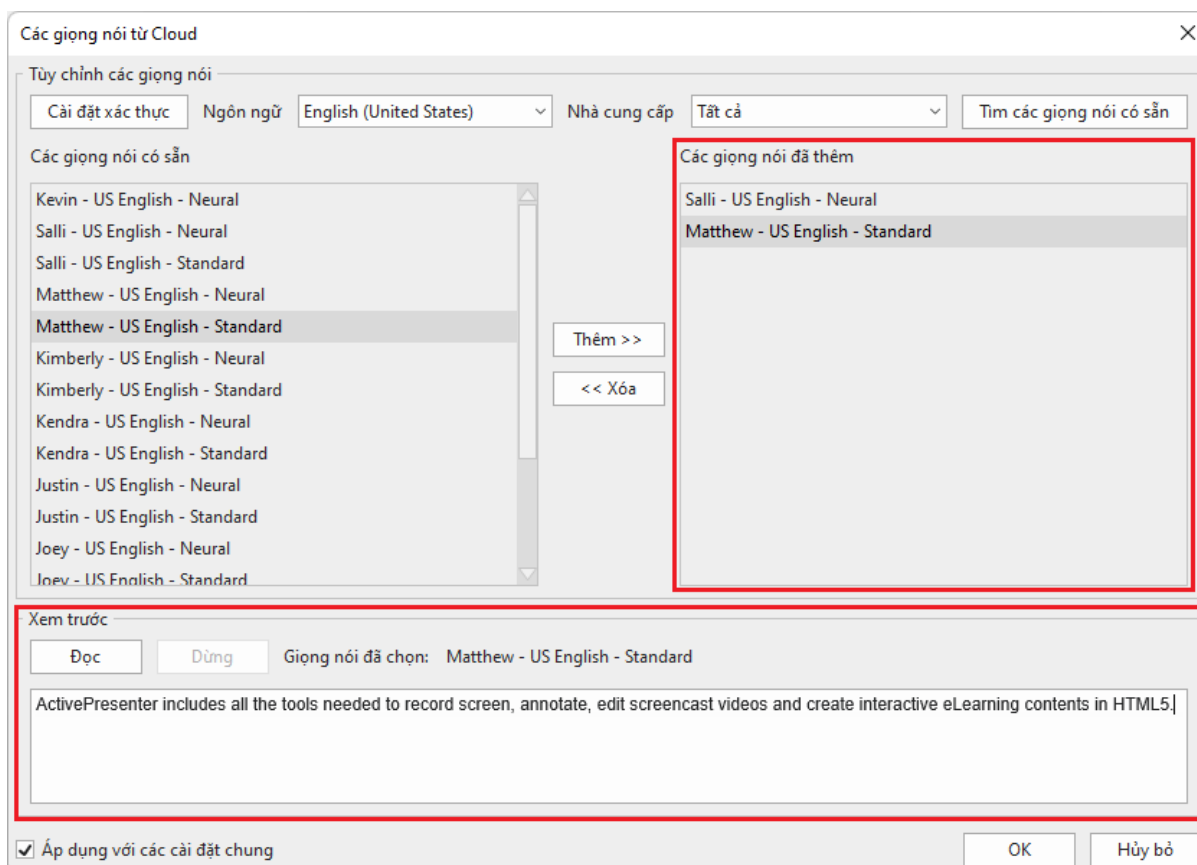 Các giọng nói từ Cloud
Tùy chỉnh các giọng nói
Cài đặt xác thực Ngôn ngữ English (United States) Nhà cung cấp Tất cả Tìm các giọng nói có sẵn
Các giọng nói có sẵn
Kevin - US English - Neural
Salli - US English - Neural
Salli - US English - Standard
Matthew - US English - Neural
Matthew - US English - Standard
Kimberly - US English - Neural
Kimberly - US English - Standard
Kendra - US English - Neural
Kendra - US English - Standard
Justin - US English - Neural
Justin - US English - Standard
Joey - US English - Neural
Joey - US English - Standard
Thêm >>
<< Xóa
Các giọng nói đã thêm
Salli - US English - Neural
Matthew - US English - Standard
Xem trước
Đọc Dừng Giọng nói đã chọn: Matthew - US English - Standard
ActivePresenter includes all the tools needed to record screen, annotate, edit screencast videos and create interactive eLearning contents in HTML5.
Áp dụng với các cài đặt chung
OK Hủy bỏ